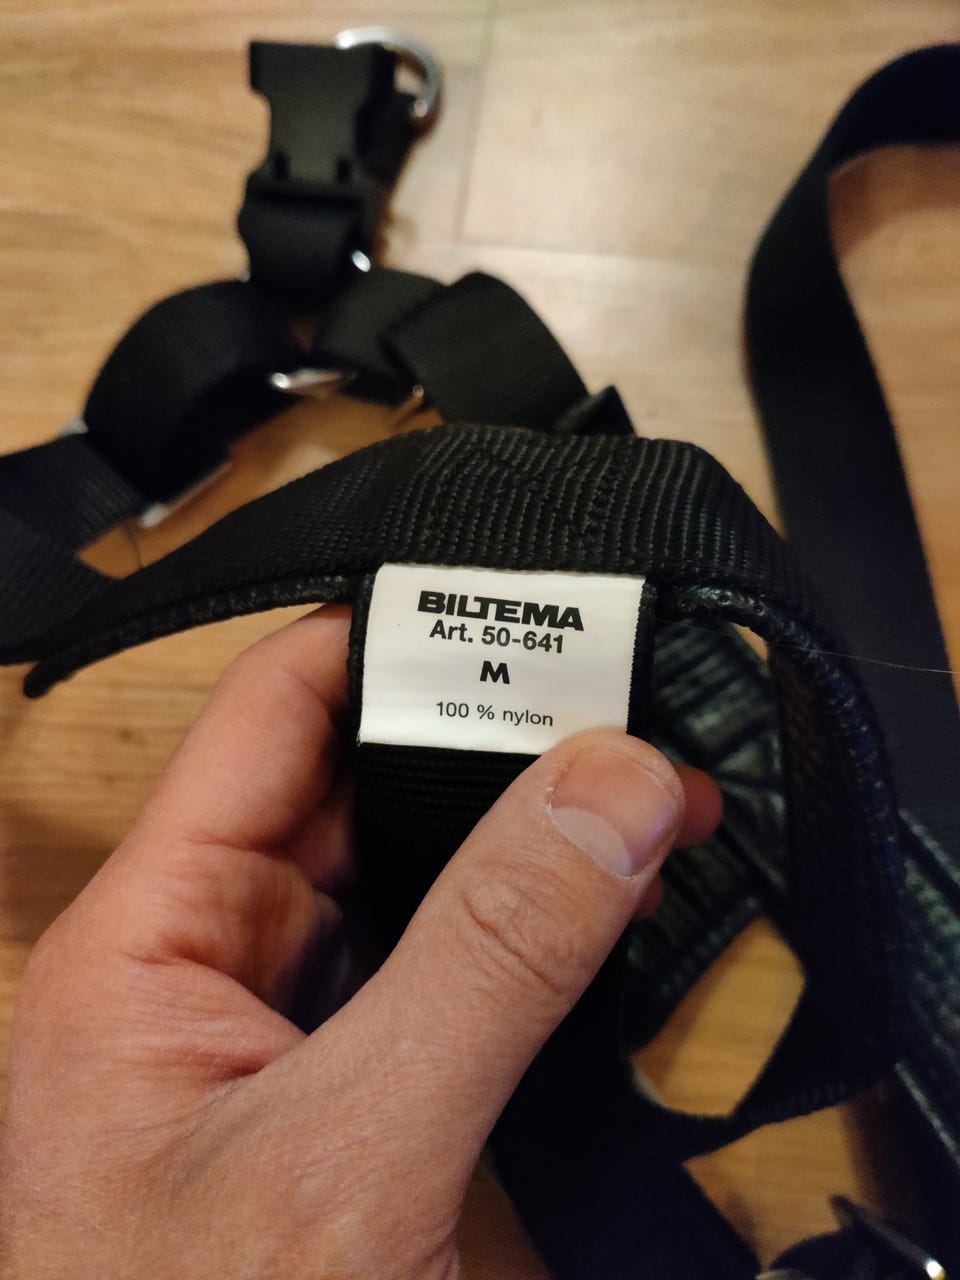 BILTEMA
Art. 50-641
M
100 % nylon